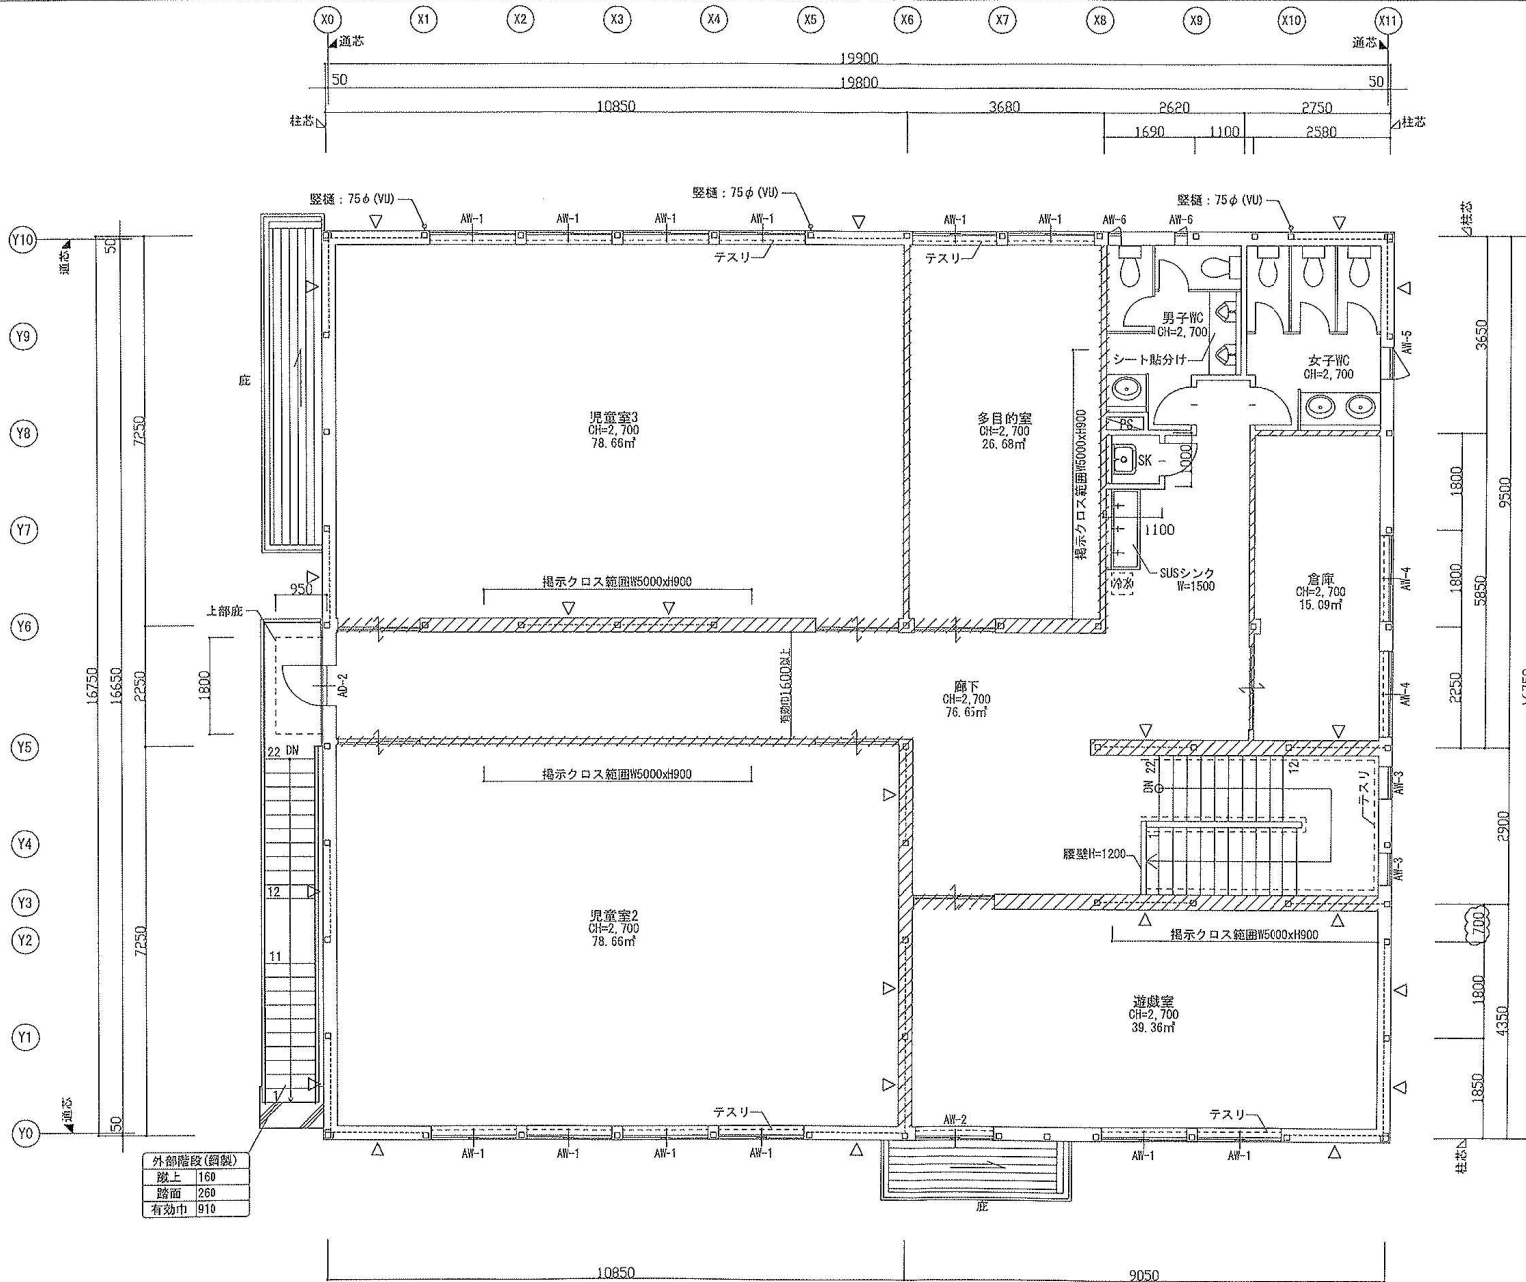 X0 X1 X2 X3 X4 X5 X6 X7 X8 X9 X10 X11
通芯 通芯
19900
50 19800 50
10850 3680 2620 2750
柱芯 1690 1100 2580 柱芯
竪樋：75φ(VU) 竪樋：75φ(VU) 竪樋：75φ(VU)
AW-1 AW-1 AW-1 AW-1 AW-1 AW-1 AW-6 AW-6
柱芯
Y10
通芯
50
テスリ テスリ
Y9
男子WC
CH=2,700
シート貼分け
女子WC
CH=2,700
AW-5
3650
庇
Y8
7250
児童室3
CH=2,700
78.66㎡
多目的室
CH=2,700
26.68㎡
掲示クロス範囲W5000xH900
PS
SK
1000
1800
9500
Y7
1100
SUSシンク
W=1500
冷水
倉庫
CH=2,700
15.09㎡
AW-4
1800
5850
950
掲示クロス範囲W5000xH900
上部庇
Y6
16750
16650
2250
1800
AD-2
有効巾1600以上
廊下
CH=2,700
76.65㎡
AW-4
2250
Y5
22 DN
掲示クロス範囲W5000xH900
DN
22
12
テスリ
AW-3
2900
Y4
腰壁H=1200
11
AW-3
12
Y3
Y2
児童室2
CH=2,700
78.66㎡
掲示クロス範囲W5000xH900
700
7250
11
遊戯室
CH=2,700
39.36㎡
1800
4350
Y1
1
1850
通芯
50
テスリ
AW-2
テスリ
Y0
AW-1 AW-1 AW-1 AW-1 AW-1 AW-1
柱芯
外部階段(鋼製)
蹴上 160
踏面 260
有効巾 910
庇
10850 9050